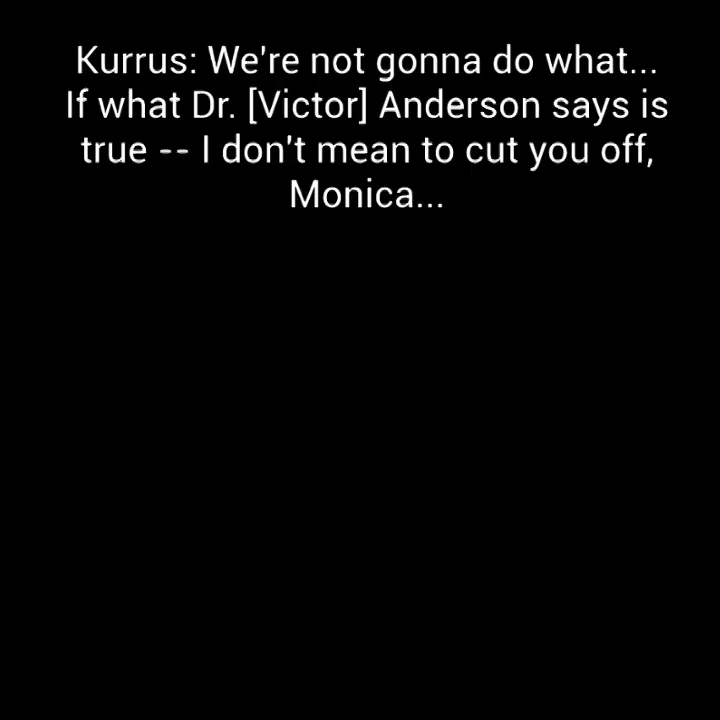 Kurrus: We're not gonna do what...
If what Dr. [Victor] Anderson says is
true -- I don't mean to cut you off,
Monica...